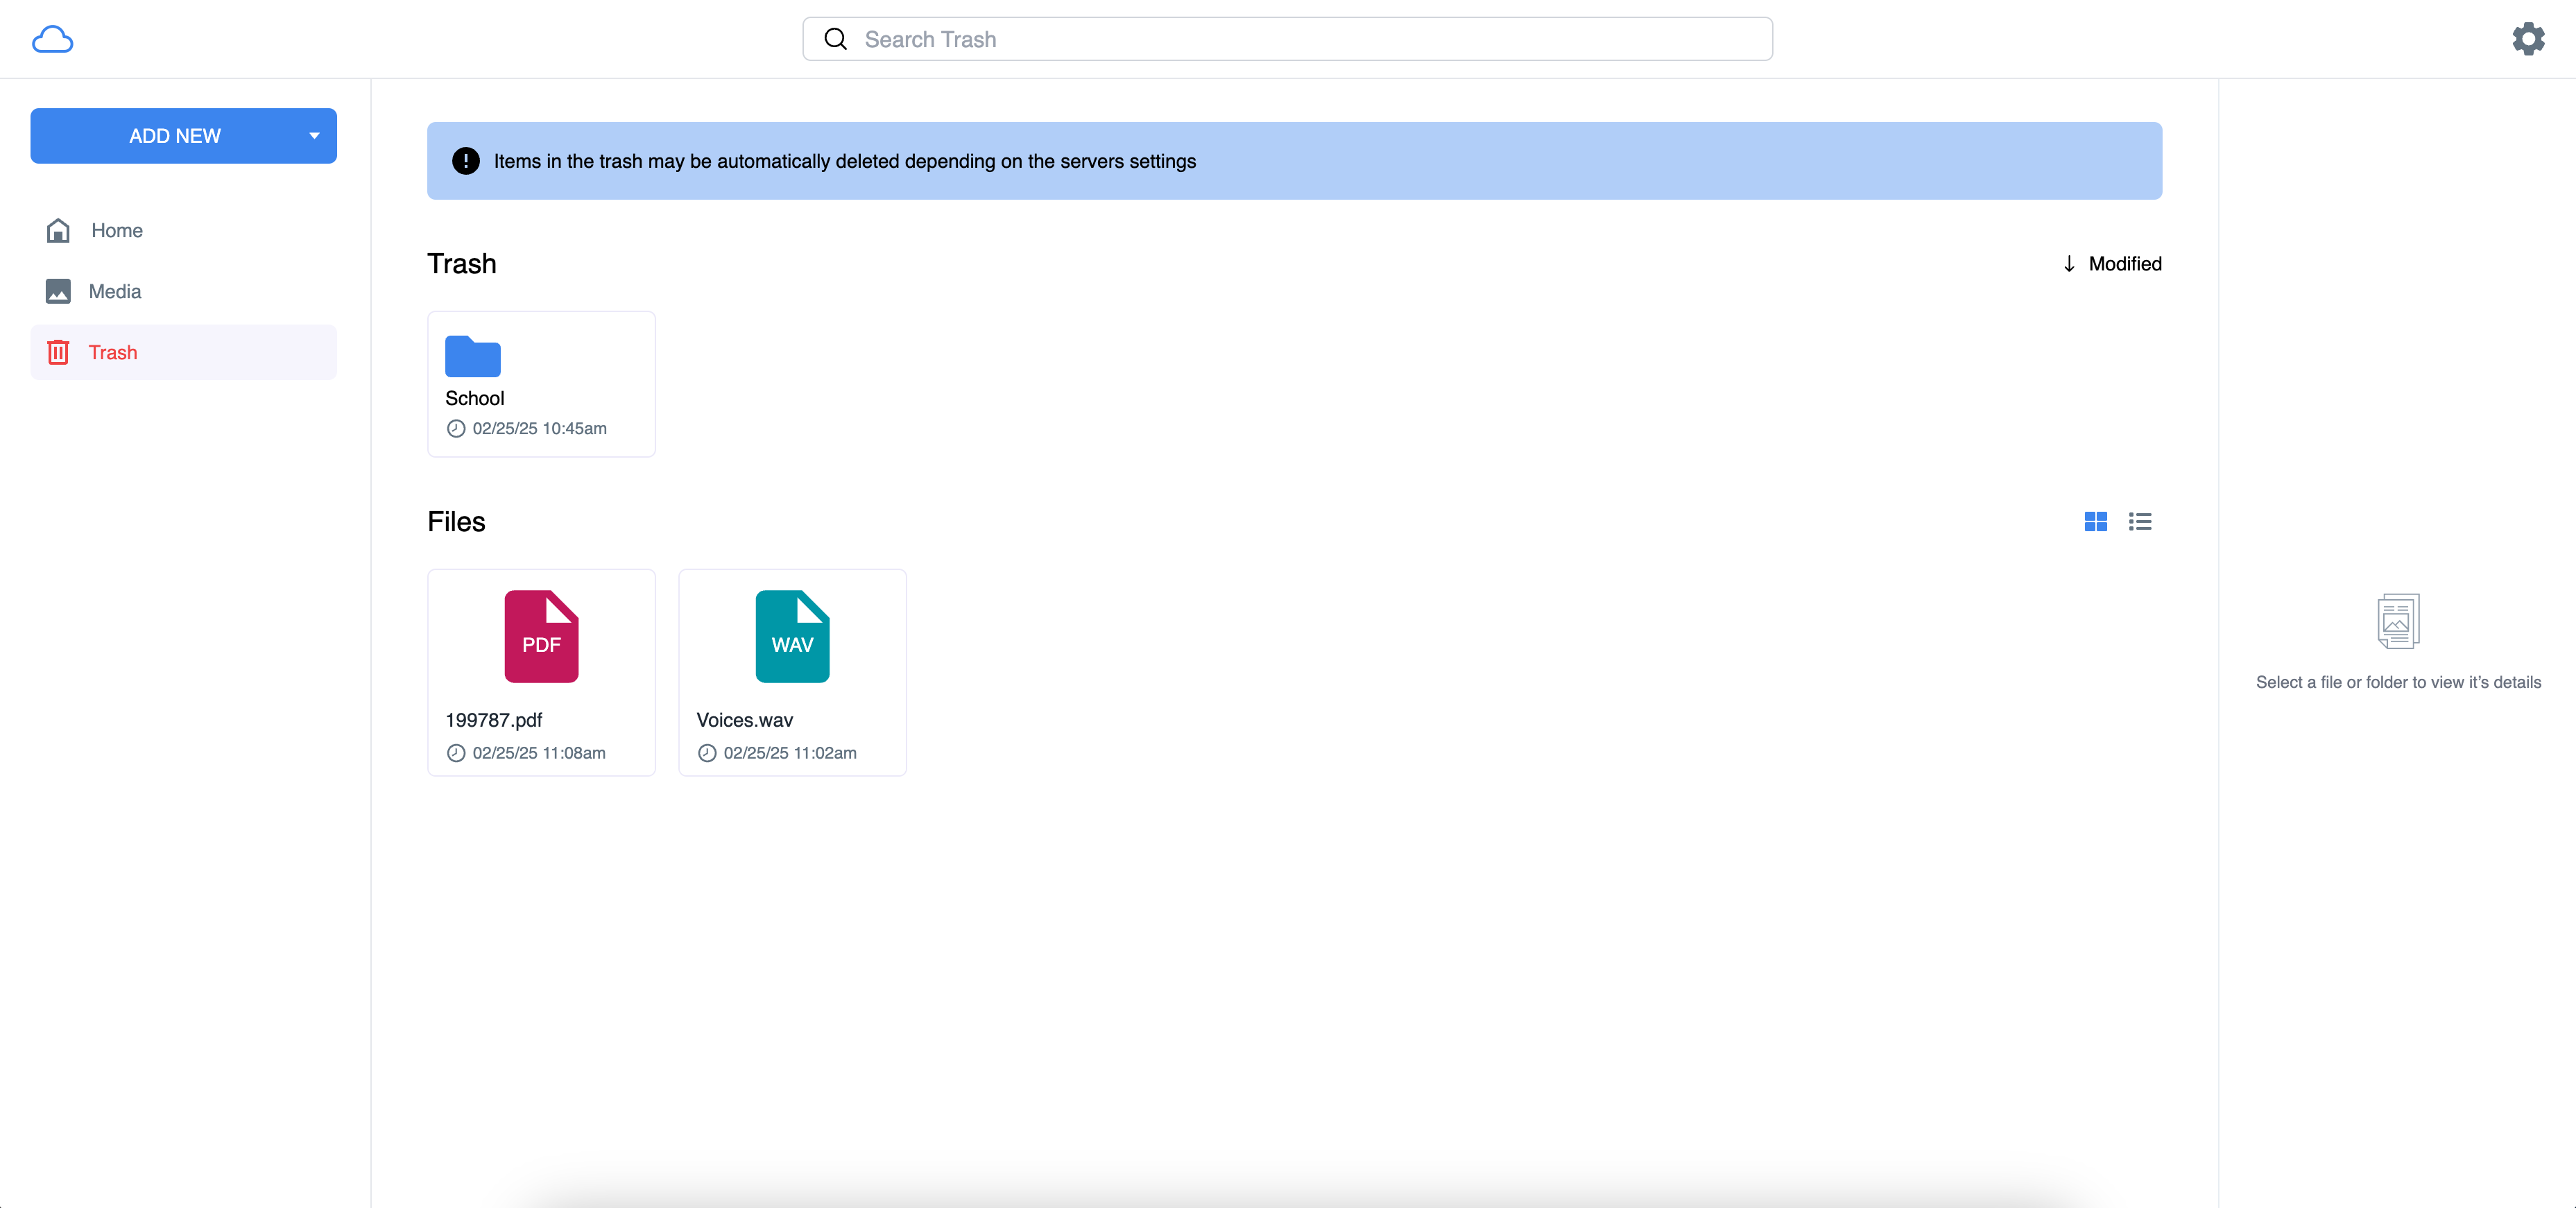 Search Trash
ADD NEW
Home
Media
Trash
Items in the trash may be automatically deleted depending on the servers settings
Trash
Modified
School
02/25/25 10:45am
Files
PDF
199787.pdf
02/25/25 11:08am
WAV
Voices.wav
02/25/25 11:02am
Select a file or folder to view it’s details